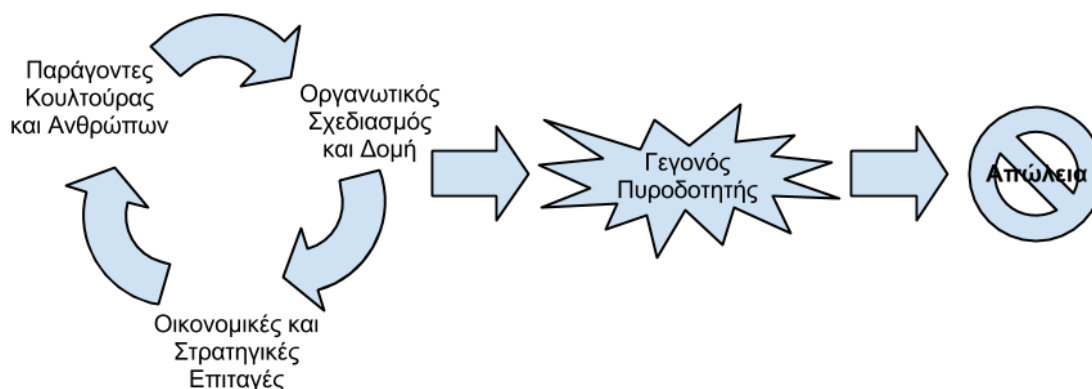 Παράγοντες
Κουλτούρας
και Ανθρώπων
Οργανωτικός
Σχεδιασμός
και Δομή
Οικονομικές και
Στρατηγικές
Επιταγές
Γεγονός
Πυροδοτητής
Απώλεια